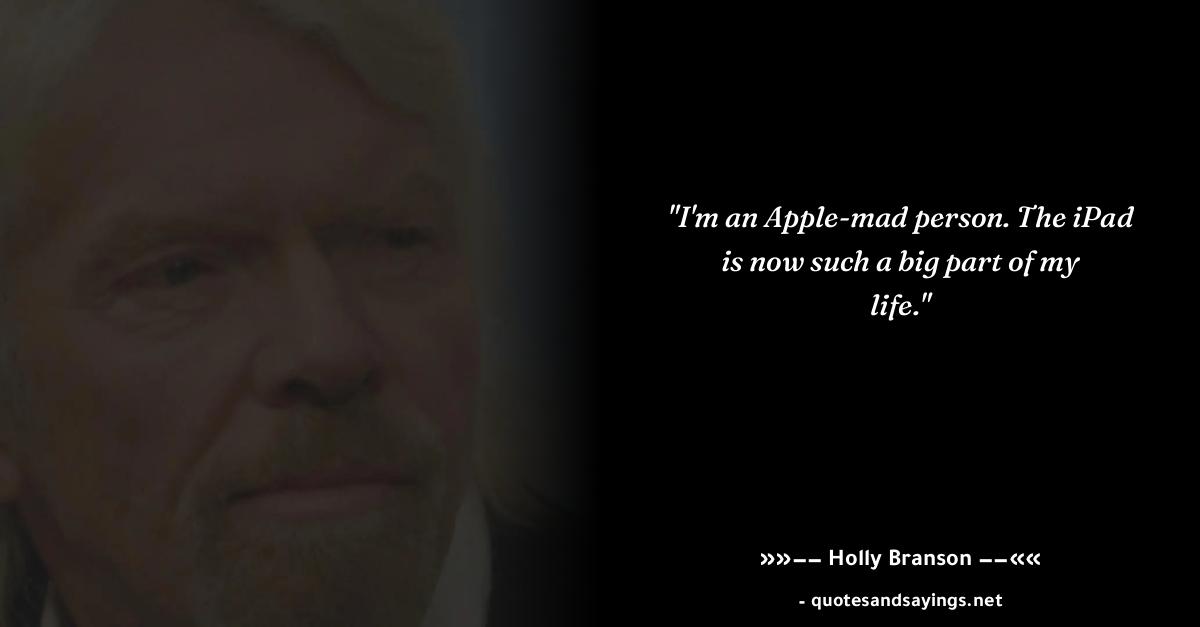 "I'm an Apple-mad person. The iPad
is now such a big part of my
life."
»»–– Holly Branson ––««
- quotesandsayings.net